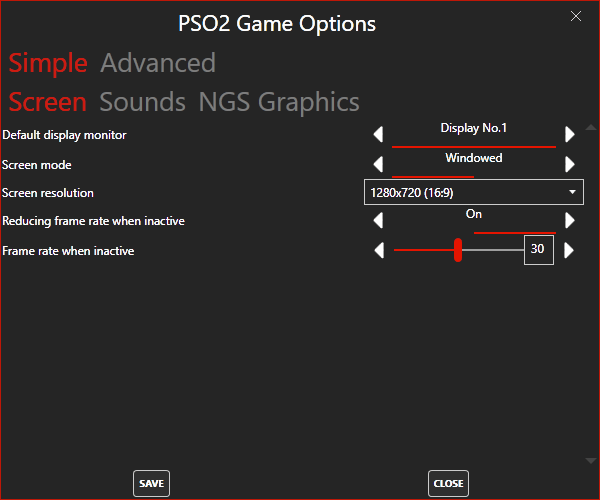 PSO2 Game Options
Simple Advanced
Screen Sounds NGS Graphics
Default display monitor Display No.1
Screen mode Windowed
Screen resolution 1280x720 (16:9)
Reducing frame rate when inactive On
Frame rate when inactive 30
SAVE CLOSE